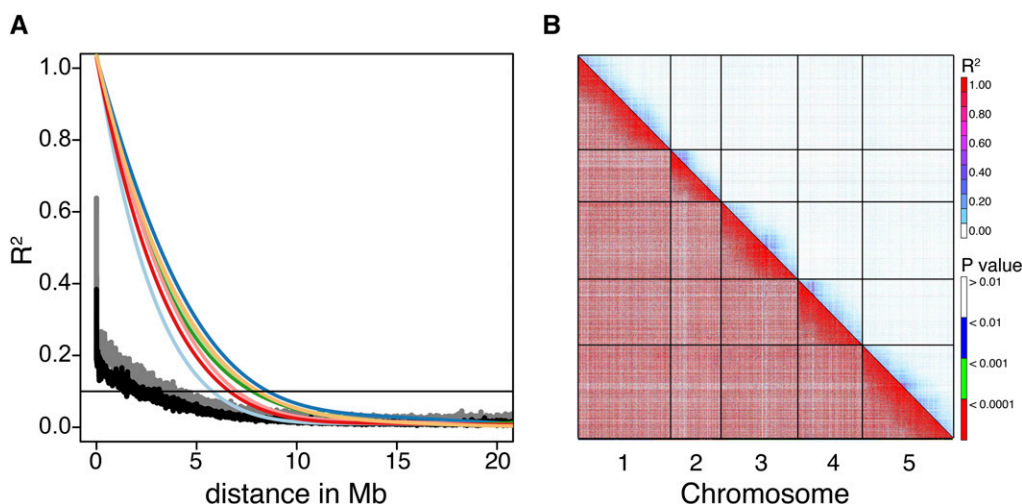 A
1.0
0.8
0.6
0.4
0.2
0.0
R²
0 5 10 15 20
distance in Mb
B
R²
1.00
0.80
0.60
0.40
0.20
0.00
P value
> 0.01
< 0.01
< 0.001
< 0.0001
1 2 3 4 5
Chromosome